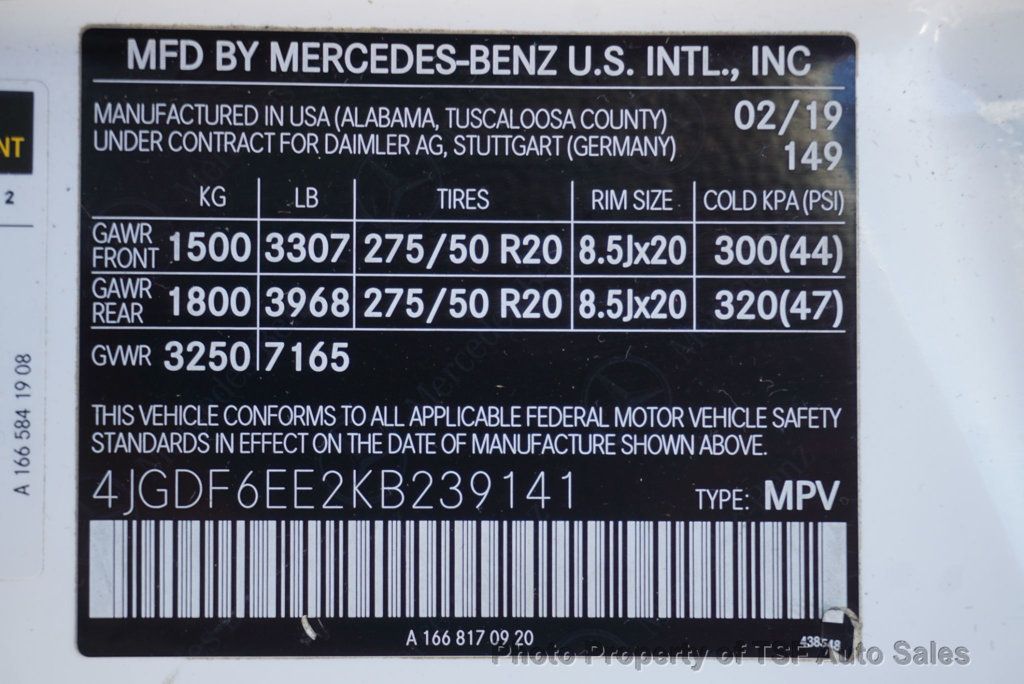 MFD BY MERCEDES-BENZ U.S. INTL., INC
MANUFACTURED IN USA (ALABAMA, TUSCALOOSA COUNTY) 02/19
UNDER CONTRACT FOR DAIMLER AG, STUTTGART (GERMANY) 149
KG LB TIRES RIM SIZE COLD KPA (PSI)
GAWR FRONT 1500 3307 275/50 R20 8.5Jx20 300(44)
GAWR REAR 1800 3968 275/50 R20 8.5Jx20 320(47)
GVWR 3250 7165
THIS VEHICLE CONFORMS TO ALL APPLICABLE FEDERAL MOTOR VEHICLE SAFETY
STANDARDS IN EFFECT ON THE DATE OF MANUFACTURE SHOWN ABOVE.
4JGDF6EE2KB239141 TYPE: MPV
A 166 817 09 20
438548
NT
2
A 166 584 19 08
Photo Property of TSF Auto Sales